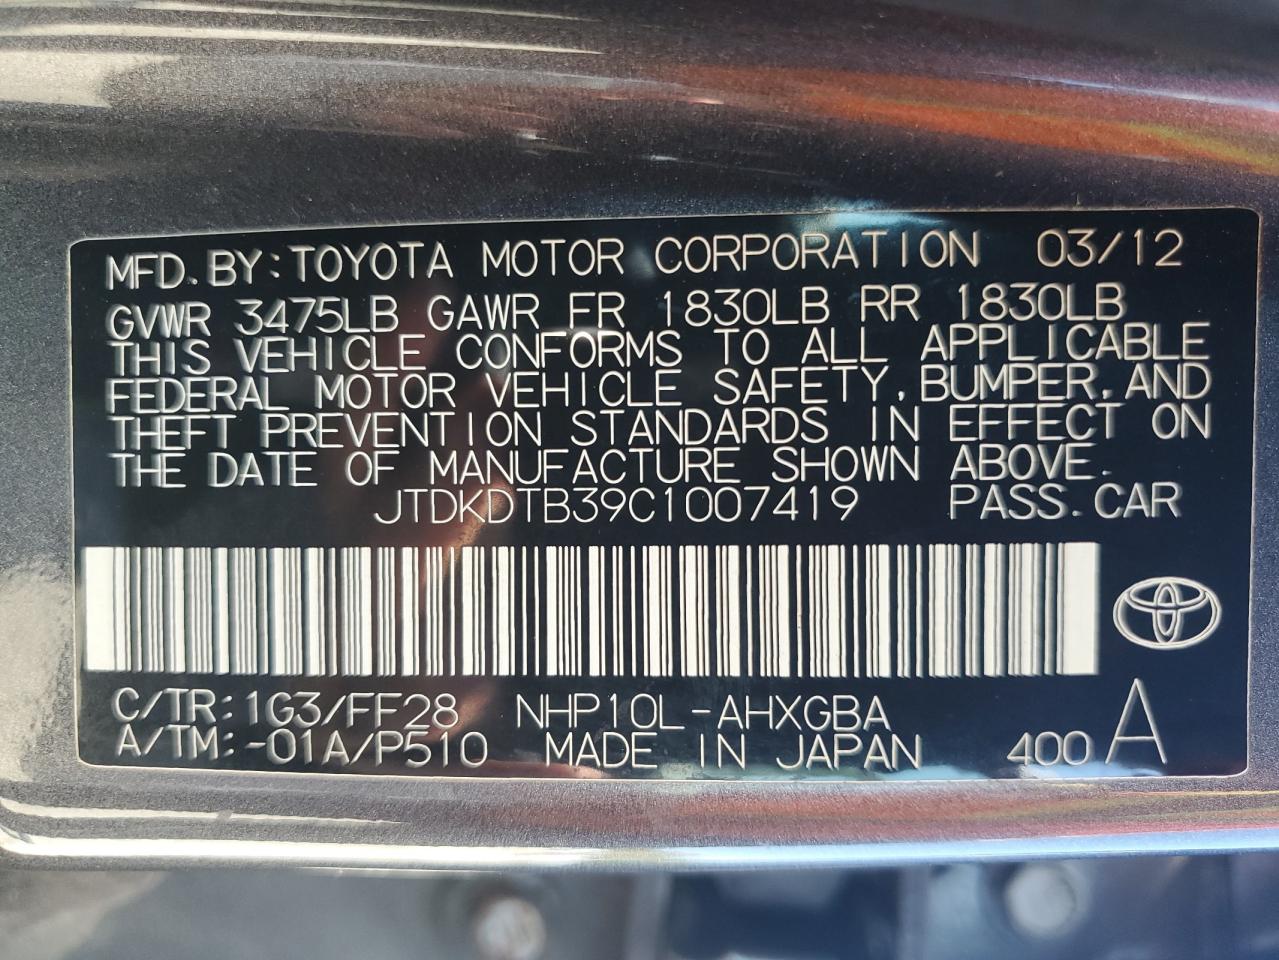 MFD.BY:TOYOTA MOTOR CORPORATION 03/12
GVWR 3475LB GAWR FR 1830LB RR 1830LB
THIS VEHICLE CONFORMS TO ALL APPLICABLE
FEDERAL MOTOR VEHICLE SAFETY,BUMPER,AND
THEFT PREVENTION STANDARDS IN EFFECT ON
THE DATE OF MANUFACTURE SHOWN ABOVE.
JTDKDTB39C1007419 PASS.CAR
C/TR:1G3/FF28 NHP10L-AHXGBA A
A/TM:-01A/P510 MADE IN JAPAN 400